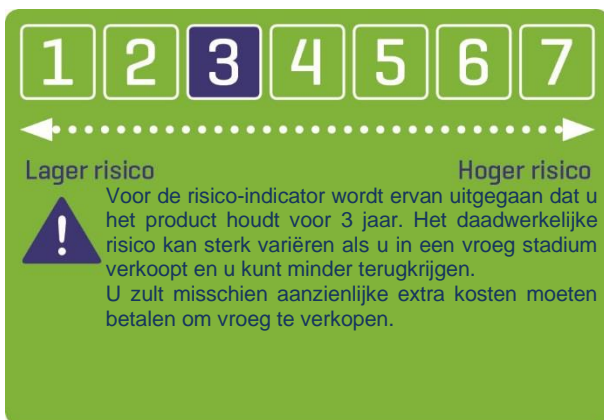 1 2 3 4 5 6 7
Lager risico Hoger risico
!
Voor de risico-indicator wordt ervan uitgegaan dat u
het product houdt voor 3 jaar. Het daadwerkelijke
risico kan sterk variëren als u in een vroeg stadium
verkoopt en u kunt minder terugkrijgen.
U zult misschien aanzienlijke extra kosten moeten
betalen om vroeg te verkopen.